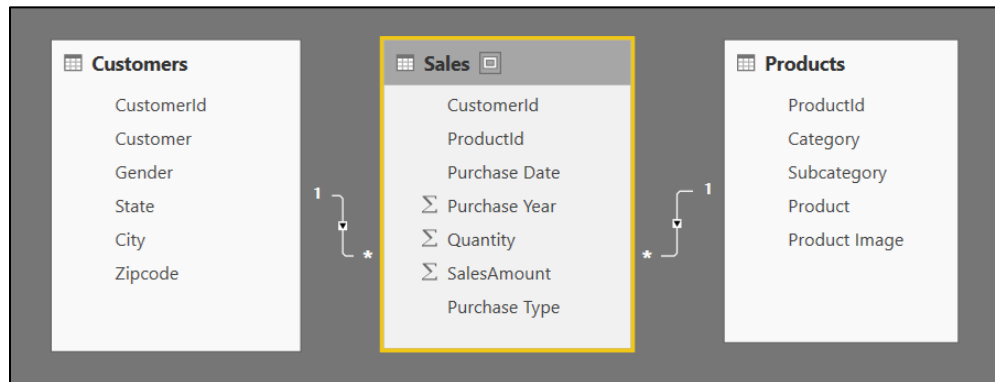 Customers
CustomerId
Customer
Gender
State
City
Zipcode
1
*
Sales
CustomerId
ProductId
Purchase Date
Σ Purchase Year
Σ Quantity
Σ SalesAmount
Purchase Type
*
1
Products
ProductId
Category
Subcategory
Product
Product Image